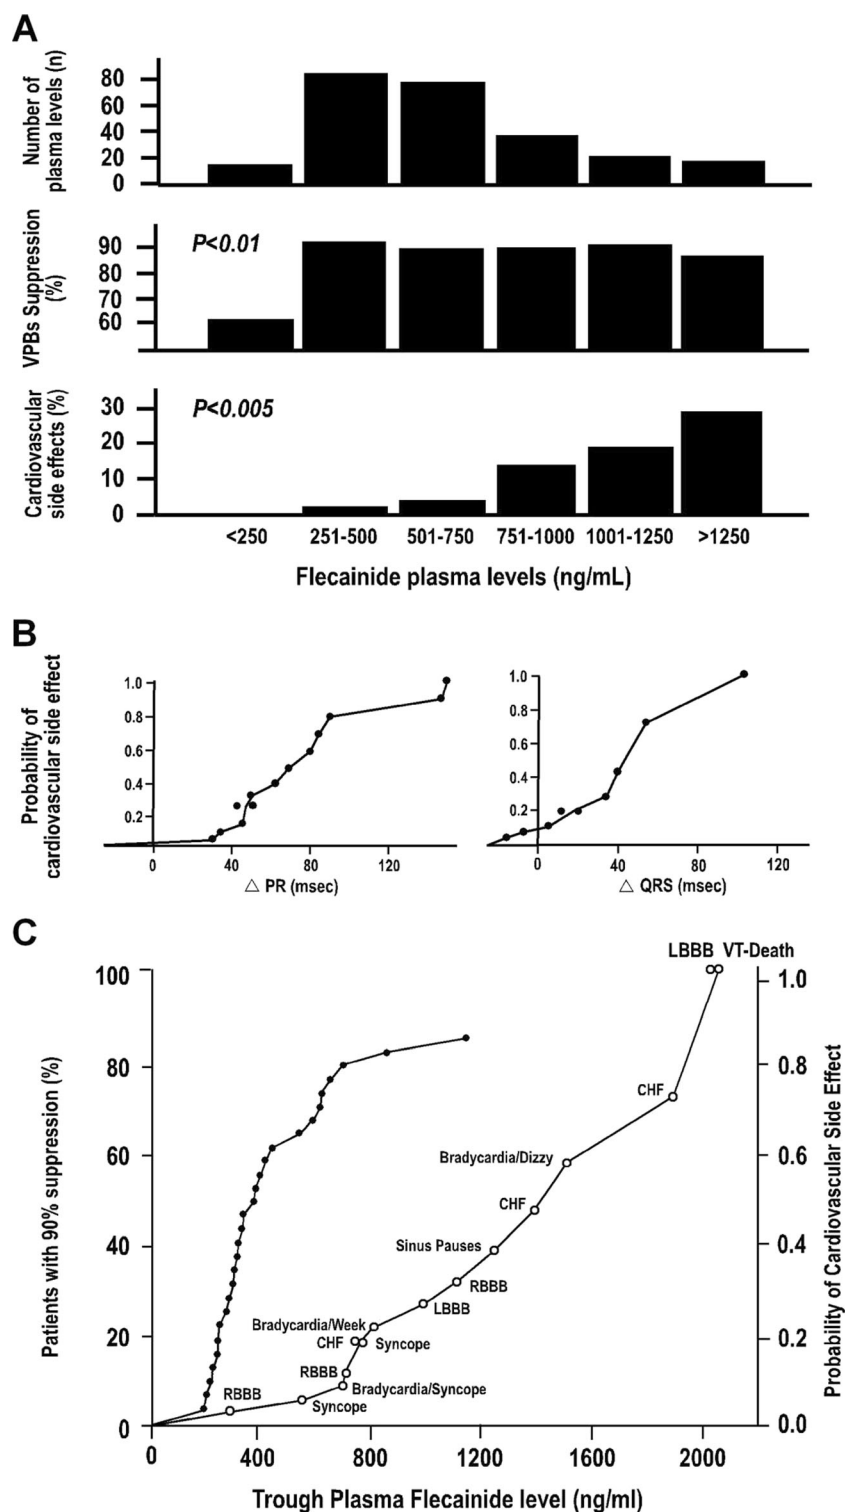 A
Number of
plasma levels (n)
80
60
40
20
0
VPBs Suppression
(%)
P<0.01
90
80
70
60
Cardiovascular
side effects (%)
P<0.005
30
20
10
0
<250 251-500 501-750 751-1000 1001-1250 >1250
Flecainide plasma levels (ng/mL)
B
Probability of
cardiovascular side effect
1.0
0.8
0.6
0.4
0.2
0 40 80 120
△ PR (msec)
1.0
0.8
0.6
0.4
0.2
0 40 80 120
△ QRS (msec)
C
Patients with 90% suppression (%)
100
80
60
40
20
0
LBBB VT-Death
CHF
Bradycardia/Dizzy
CHF
Sinus Pauses
RBBB
LBBB
Bradycardia/Week
CHF
Syncope
RBBB
Bradycardia/Syncope
RBBB
Syncope
1.0
0.8
0.6
0.4
0.2
0.0
Probability of Cardiovascular Side Effect
0 400 800 1200 1600 2000
Trough Plasma Flecainide level (ng/ml)